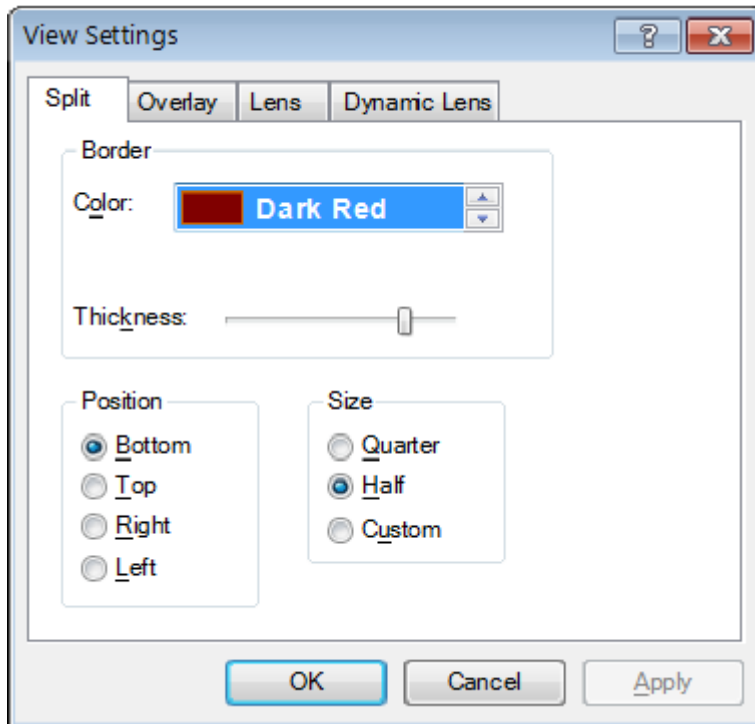 View Settings
Split Overlay Lens Dynamic Lens
Border
Color: Dark Red
Thickness:
Position Size
Bottom Quarter
Top Half
Right Custom
Left
OK Cancel Apply